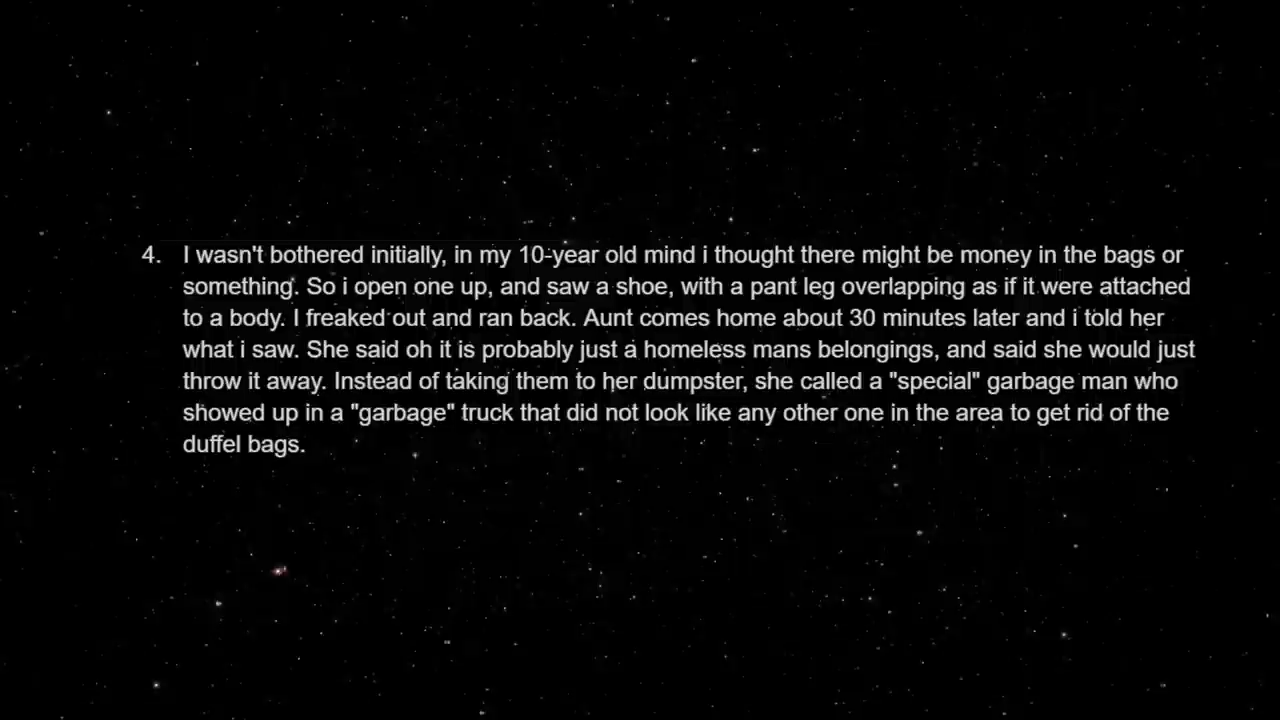 4. I wasn't bothered initially, in my 10-year old mind i thought there might be money in the bags or
something. So i open one up, and saw a shoe, with a pant leg overlapping as if it were attached
to a body. I freaked out and ran back. Aunt comes home about 30 minutes later and i told her
what i saw. She said oh it is probably just a homeless mans belongings, and said she would just
throw it away. Instead of taking them to her dumpster, she called a "special" garbage man who
showed up in a "garbage" truck that did not look like any other one in the area to get rid of the
duffel bags.